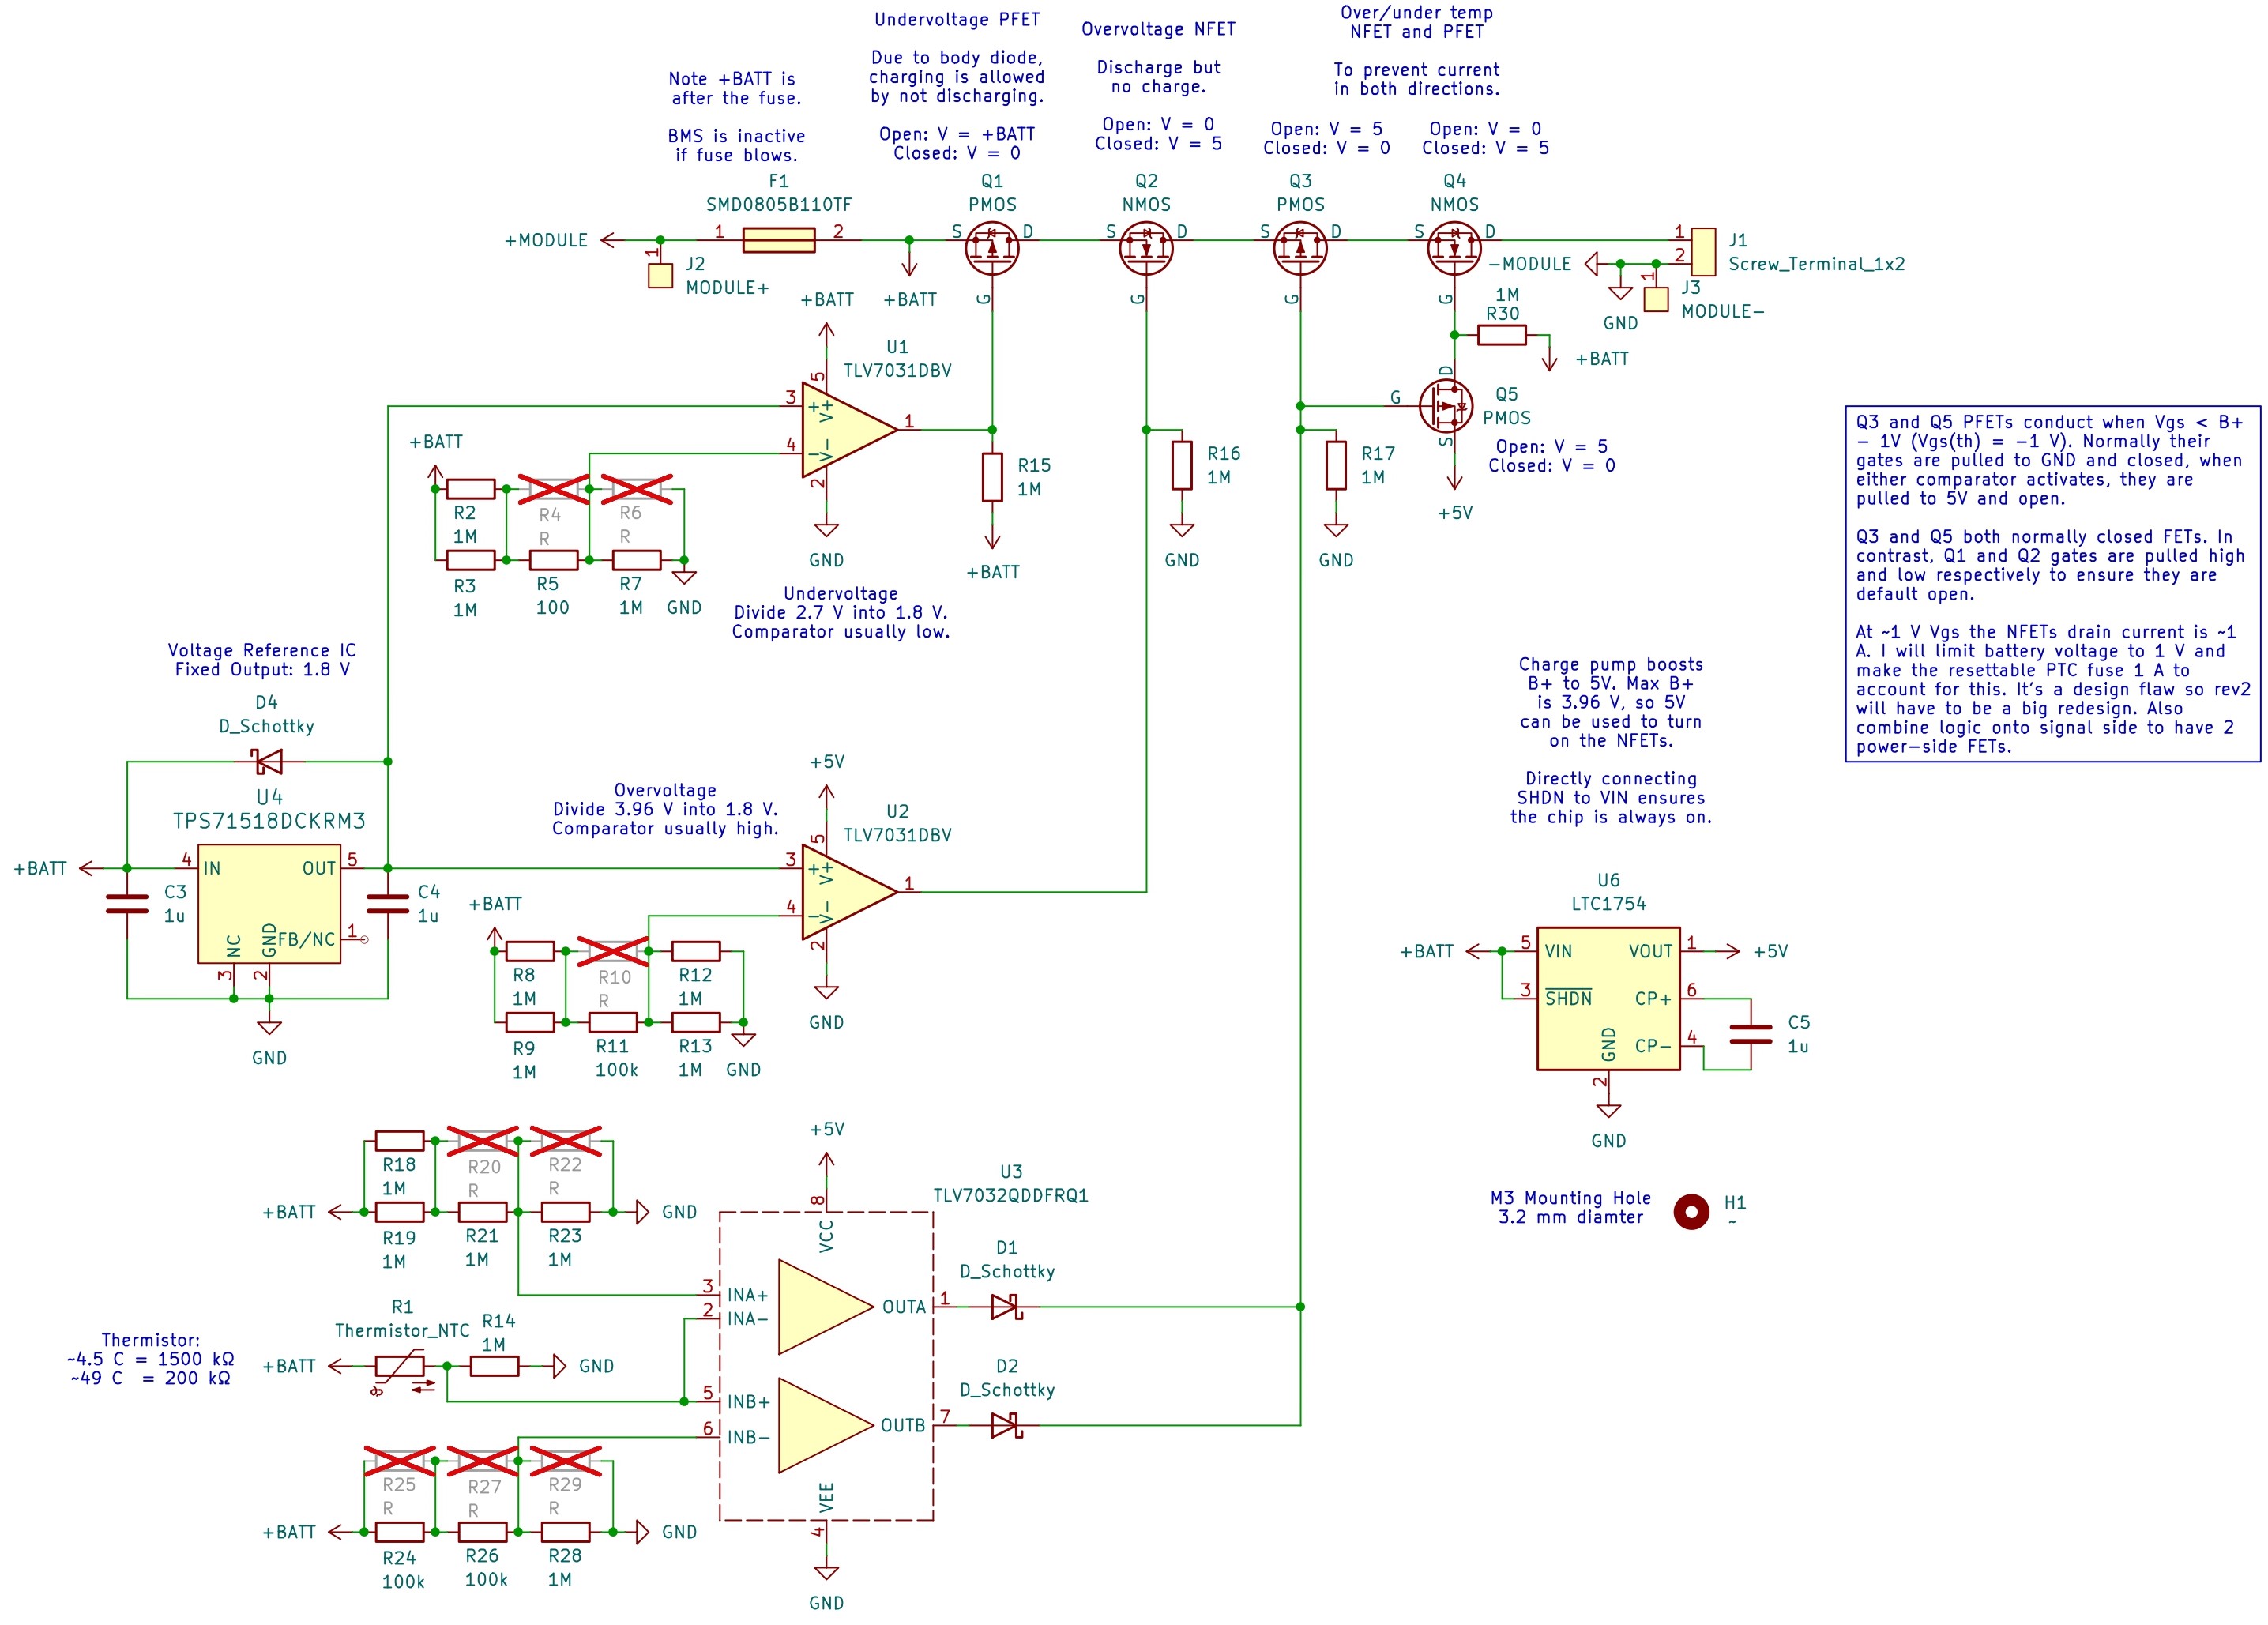 Undervoltage PFET
Due to body diode,
charging is allowed
by not discharging.
Open: V = +BATT
Closed: V = 0
Overvoltage NFET
Discharge but
no charge.
Open: V = 0
Closed: V = 5
Over/under temp
NFET and PFET
To prevent current
in both directions.
Open: V = 5
Closed: V = 0
Open: V = 0
Closed: V = 5
Note +BATT is
after the fuse.
BMS is inactive
if fuse blows.
F1
SMD0805B110TF
Q1
PMOS
Q2
NMOS
Q3
PMOS
Q4
NMOS
+MODULE
1
2
S
D
S
D
S
D
S
D
1
2
J1
Screw_Terminal_1x2
1
J2
MODULE+
-MODULE
1
J3
MODULE-
GND
+BATT
+BATT
G
G
G
G
1M
R30
+BATT
U1
TLV7031DBV
5
3
+
V+
4
-
V-
2
1
GND
D
G
S
Q5
PMOS
Open: V = 5
Closed: V = 0
+5V
+BATT
R2
1M
R4
R
R6
R
R3
1M
R5
100
R7
1M
GND
R15
1M
+BATT
R16
1M
GND
R17
1M
GND
Undervoltage
Divide 2.7 V into 1.8 V.
Comparator usually low.
Q3 and Q5 PFETs conduct when Vgs < B+
- 1V (Vgs(th) = -1 V). Normally their
gates are pulled to GND and closed, when
either comparator activates, they are
pulled to 5V and open.
Q3 and Q5 both normally closed FETs. In
contrast, Q1 and Q2 gates are pulled high
and low respectively to ensure they are
default open.
At ~1 V Vgs the NFETs drain current is ~1
A. I will limit battery voltage to 1 V and
make the resettable PTC fuse 1 A to
account for this. It's a design flaw so rev2
will have to be a big redesign. Also
combine logic onto signal side to have 2
power-side FETs.
Voltage Reference IC
Fixed Output: 1.8 V
D4
D_Schottky
U4
TPS71518DCKRM3
+BATT
4
IN
OUT
5
NC
GND
FB/NC
1
3
2
C3
1u
C4
1u
GND
Overvoltage
Divide 3.96 V into 1.8 V.
Comparator usually high.
+5V
U2
TLV7031DBV
5
3
+
V+
4
-
V-
2
1
GND
+BATT
R8
1M
R10
R
R12
1M
R9
1M
R11
100k
R13
1M
GND
Charge pump boosts
B+ to 5V. Max B+
is 3.96 V, so 5V
can be used to turn
on the NFETs.
Directly connecting
SHDN to VIN ensures
the chip is always on.
U6
LTC1754
+BATT
5
VIN
VOUT
1
+5V
3
SHDN
CP+
6
CP-
4
GND
2
C5
1u
GND
M3 Mounting Hole
3.2 mm diamter
H1
~
R18
1M
R20
R
R22
R
+BATT
R19
1M
R21
1M
R23
1M
GND
+5V
U3
TLV7032QDDFRQ1
8
VCC
3
INA+
2
INA-
OUTA
1
5
INB+
6
INB-
OUTB
7
VEE
4
GND
D1
D_Schottky
D2
D_Schottky
Thermistor:
~4.5 C = 1500 kΩ
~49 C = 200 kΩ
R1
Thermistor_NTC
+BATT
R14
1M
GND
R25
R
R27
R
R29
R
+BATT
R24
100k
R26
100k
R28
1M
GND